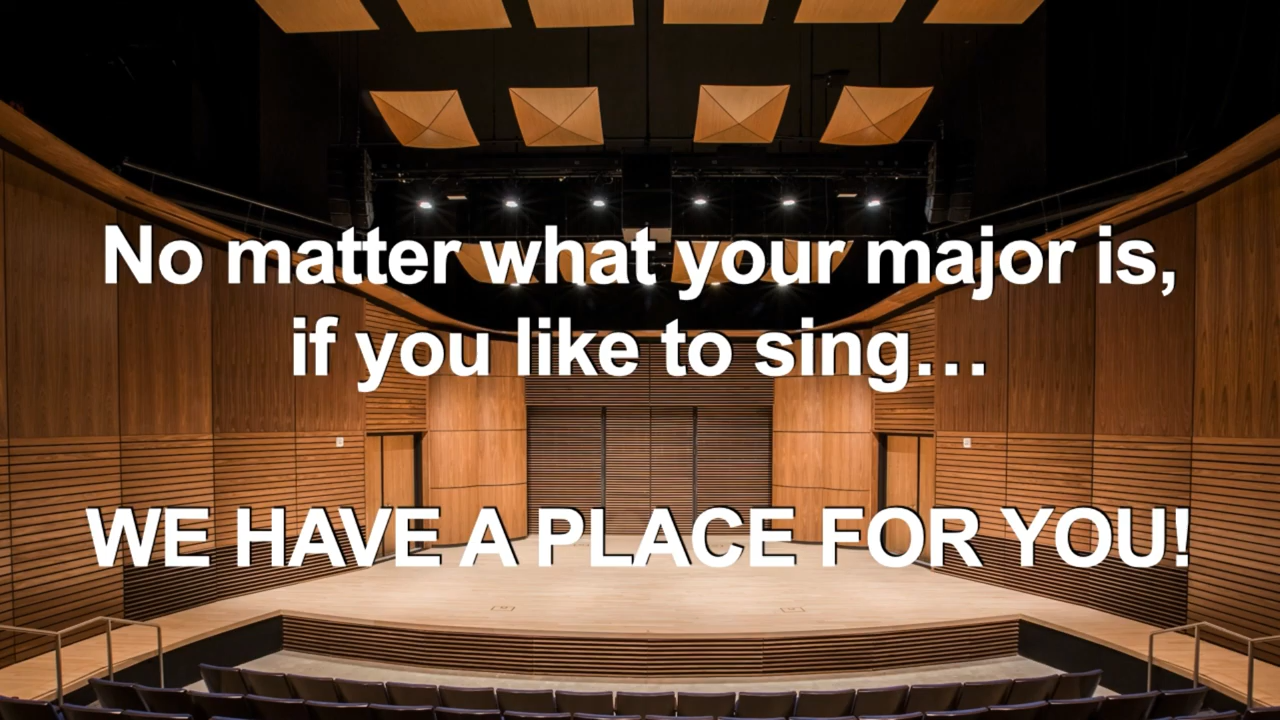 No matter what your major is,
if you like to sing…
WE HAVE A PLACE FOR YOU!